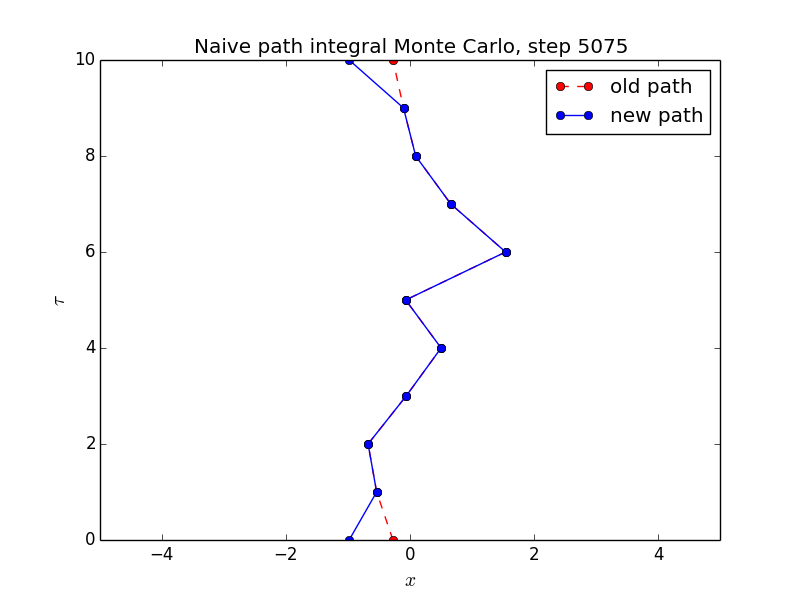 Naive path integral Monte Carlo, step 5075
old path
new path
10
8
6
4
2
0
τ
−4 −2 0 2 4
x